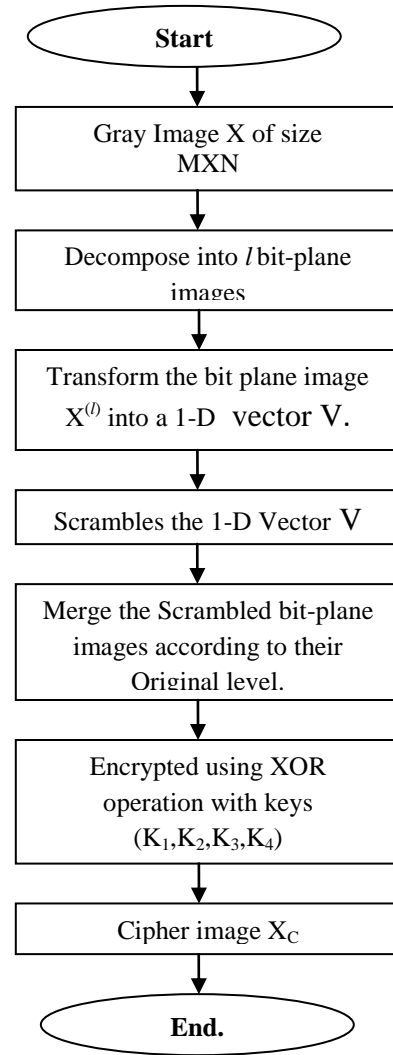 Start
Gray Image X of size
MXN
Decompose into l bit-plane
images
Transform the bit plane image
X⁽ˡ⁾ into a 1-D vector V.
Scrambles the 1-D Vector V
Merge the Scrambled bit-plane
images according to their
Original level.
Encrypted using XOR
operation with keys
(K₁,K₂,K₃,K₄)
Cipher image X_C
End.